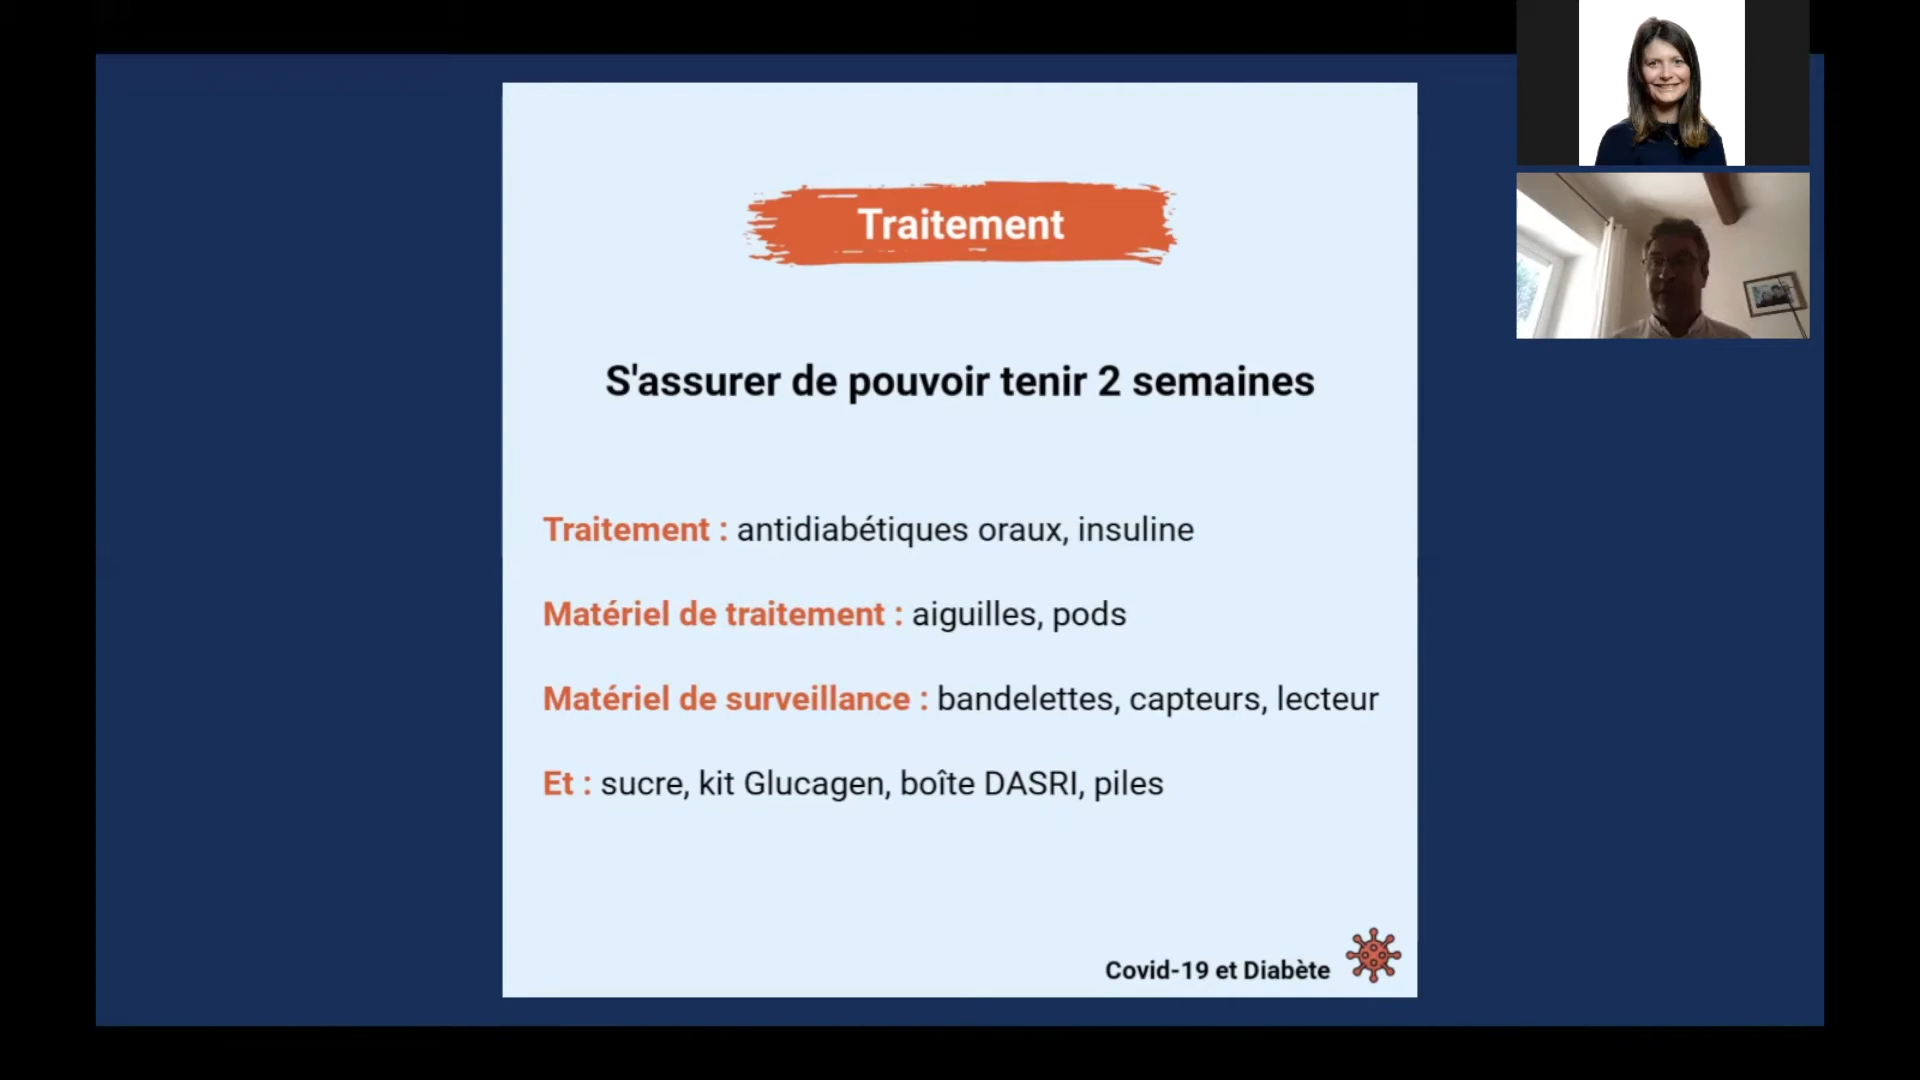 Traitement
S'assurer de pouvoir tenir 2 semaines
Traitement : antidiabétiques oraux, insuline
Matériel de traitement : aiguilles, pods
Matériel de surveillance : bandelettes, capteurs, lecteur
Et : sucre, kit Glucagen, boîte DASRI, piles
Covid-19 et Diabète